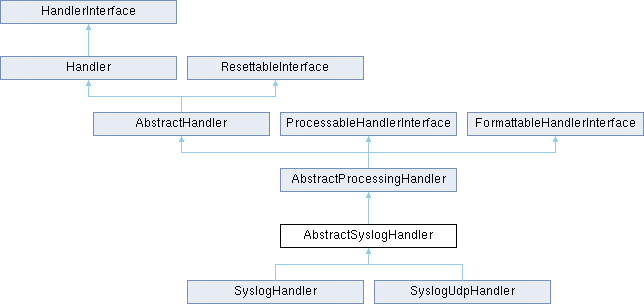 HandlerInterface
Handler
ResettableInterface
AbstractHandler
ProcessableHandlerInterface
FormattableHandlerInterface
AbstractProcessingHandler
AbstractSyslogHandler
SyslogHandler
SyslogUdpHandler